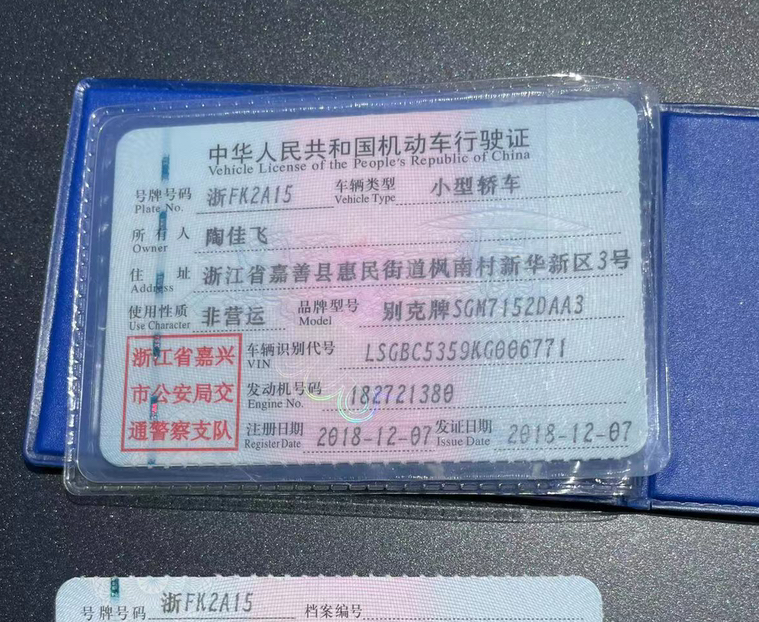 中华人民共和国机动车行驶证
Vehicle License of the People's Republic of China
号牌号码 浙FK2A15 车辆类型 小型轿车
Plate No. Vehicle Type
所有人 陶佳飞
Owner
住址 浙江省嘉善县惠民街道枫南村新华新区3号
Address
使用性质 非营运 品牌型号 别克牌SGM7152DAA3
Use Character Model
浙江省嘉兴 车辆识别代号 LSGBC5359KG006771
VIN
市公安局交 发动机号码 182721380
Engine No.
通警察支队 注册日期 2018-12-07 发证日期 2018-12-07
Register Date Issue Date
号牌号码 浙FK2A15 档案编号